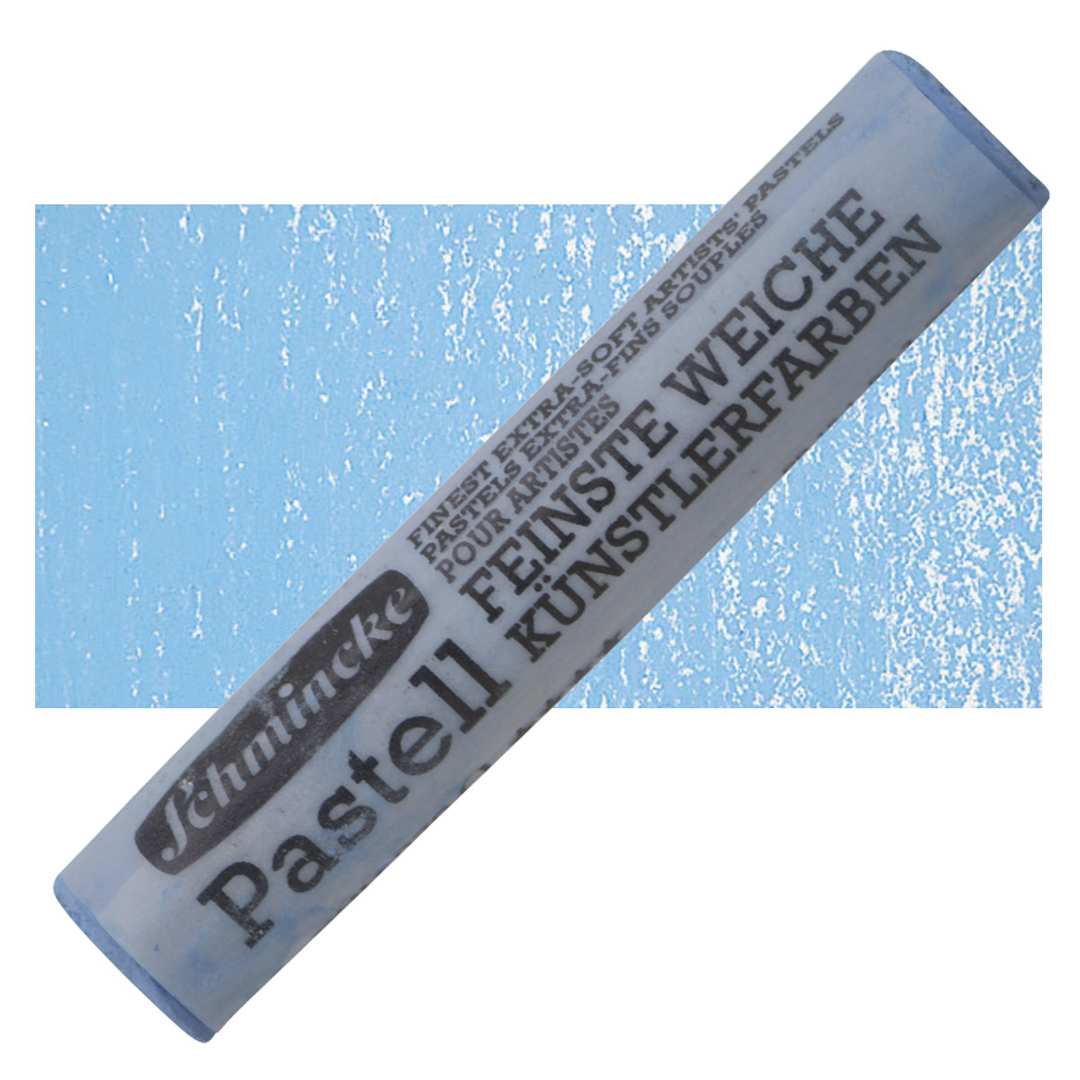 Schmincke
Pastell
FINEST EXTRA-SOFT ARTISTS' PASTELS
PASTELS EXTRA-FINS SOUPLES
POUR ARTISTES
FEINSTE WEICHE
KÜNSTLERFARBEN